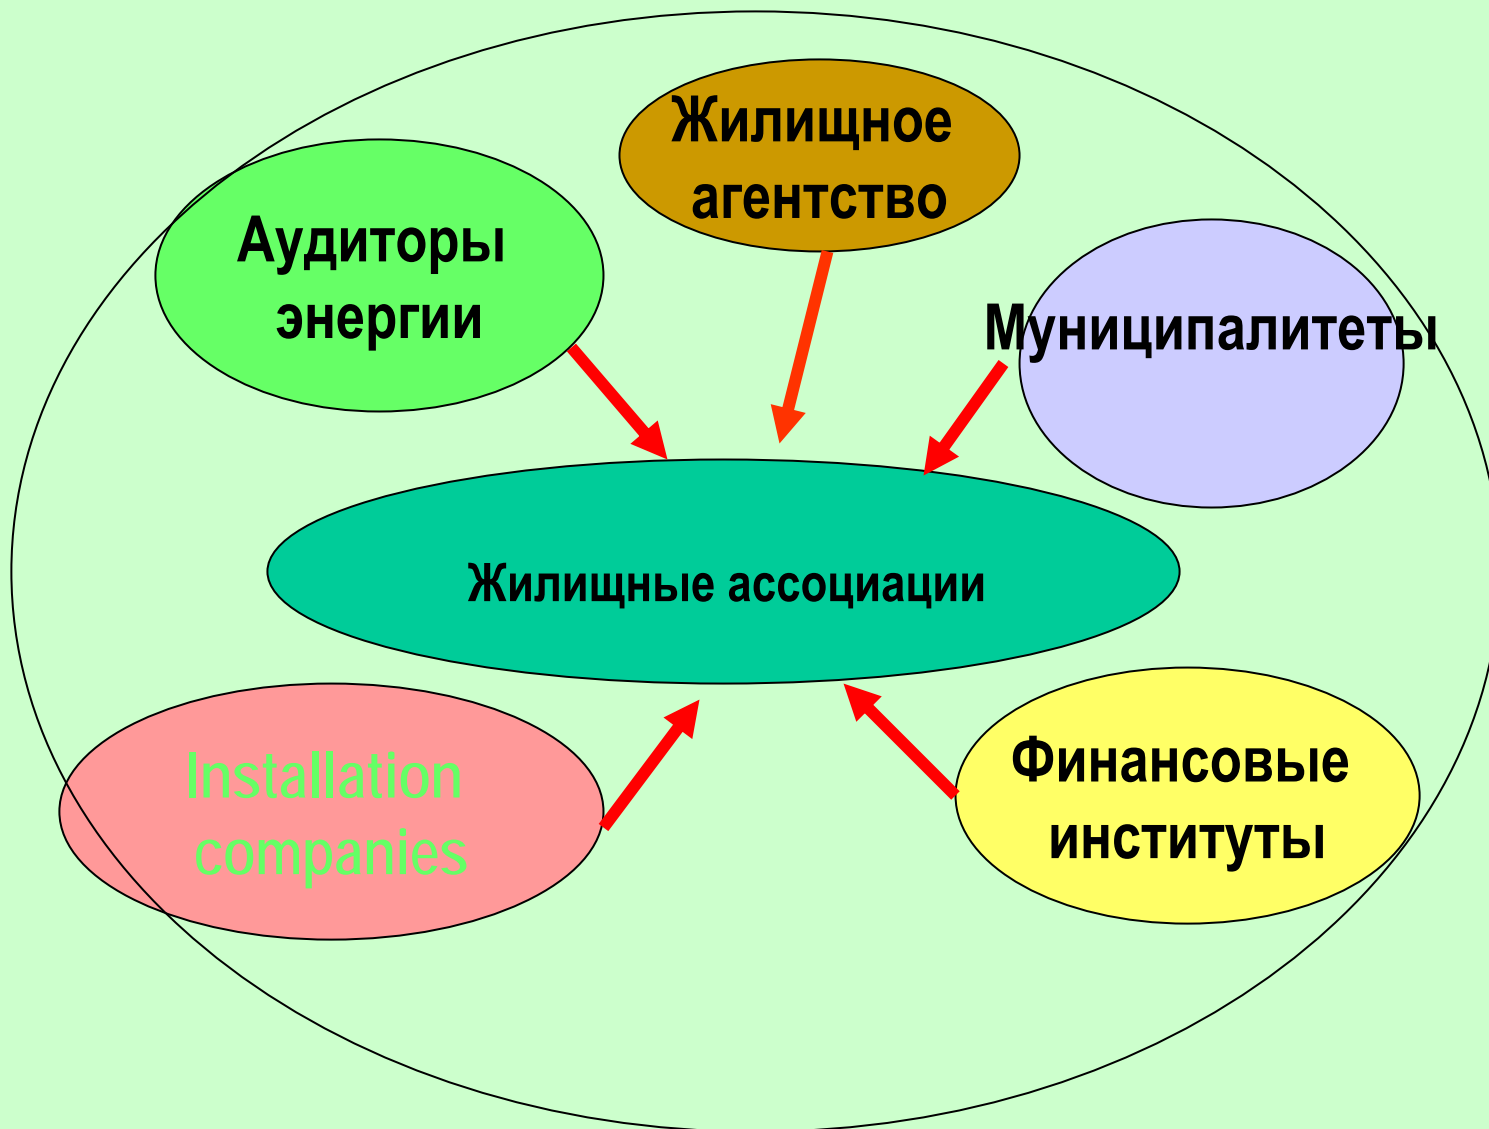 Жилищное
агентство
Аудиторы
энергии
Муниципалитеты
Жилищные ассоциации
Installation
companies
Финансовые
институты